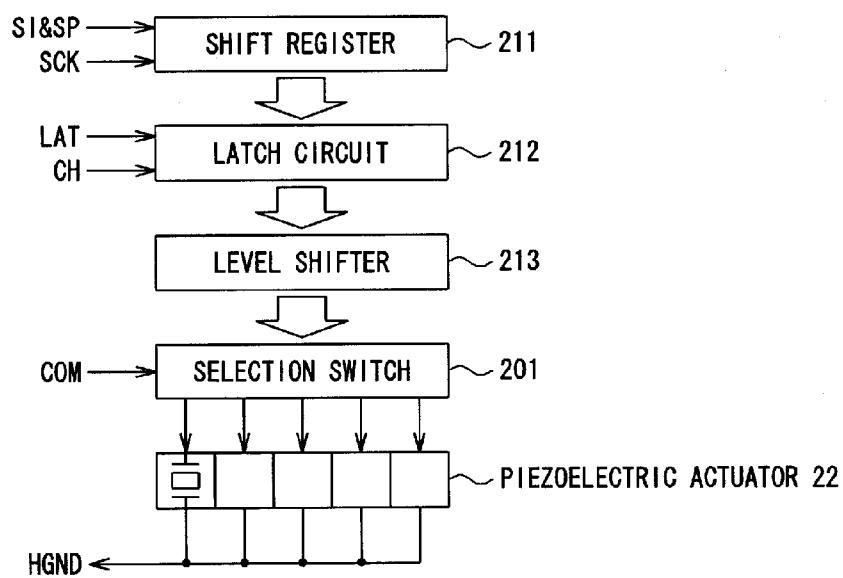 SI&SP
SHIFT REGISTER
211
SCK
LAT
LATCH CIRCUIT
212
CH
LEVEL SHIFTER
213
COM
SELECTION SWITCH
201
PIEZOELECTRIC ACTUATOR 22
HGND